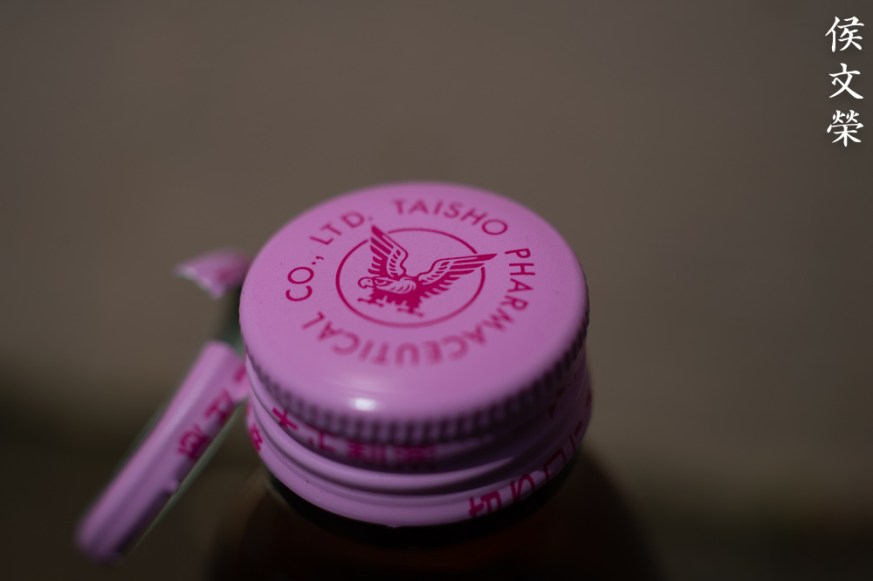 侯文榮
TAISHO PHARMACEUTICAL CO., LTD.